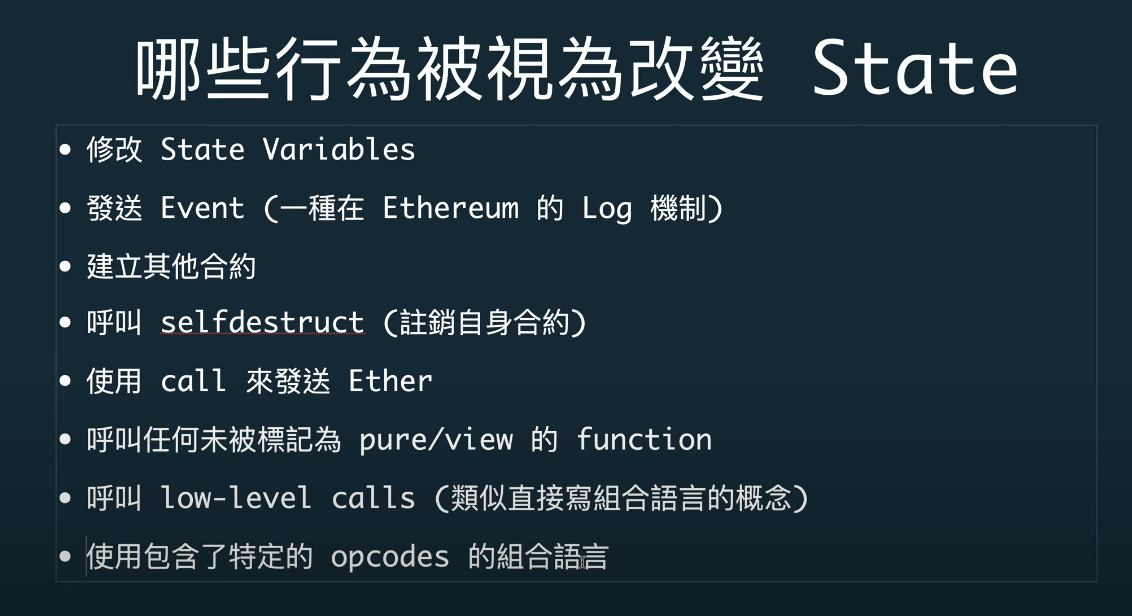 哪些行為被視為改變 State
• 修改 State Variables
• 發送 Event (一種在 Ethereum 的 Log 機制)
• 建立其他合約
• 呼叫 selfdestruct (註銷自身合約)
• 使用 call 來發送 Ether
• 呼叫任何未被標記為 pure/view 的 function
• 呼叫 low-level calls (類似直接寫組合語言的概念)
• 使用包含了特定的 opcodes 的組合語言